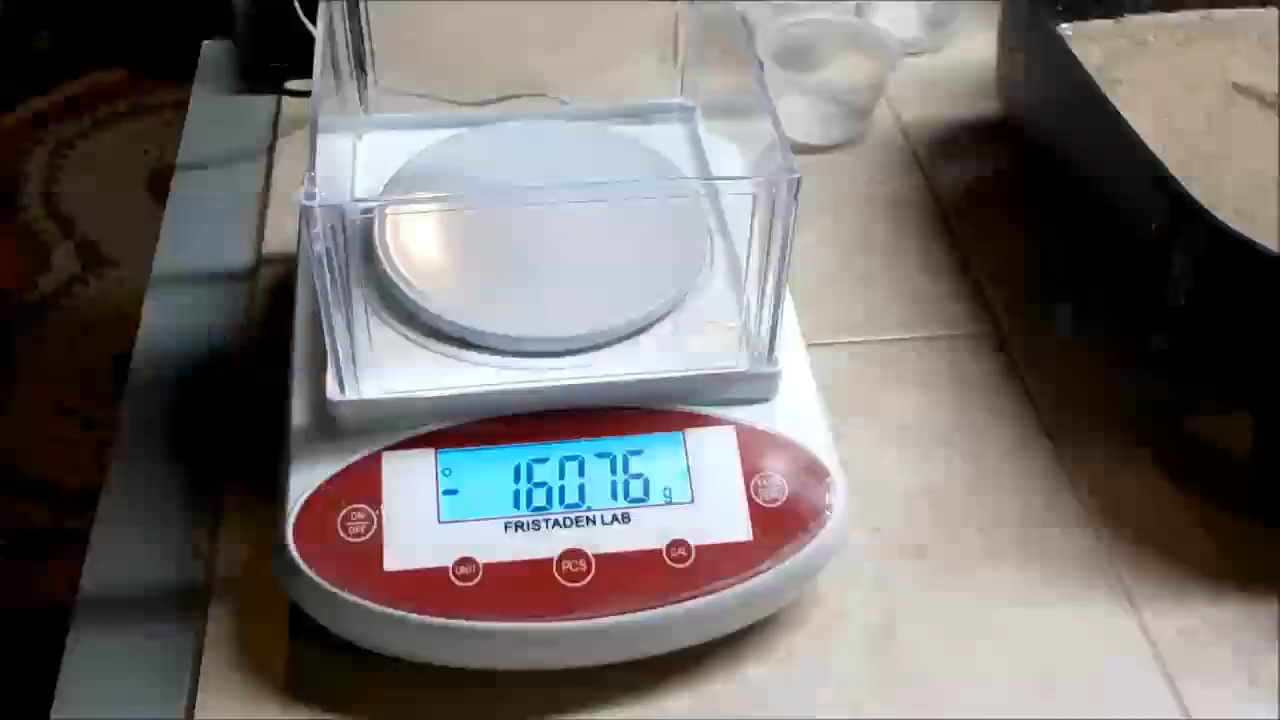 - 160.76 g
FRISTADEN LAB
ON
OFF
UNIT
PCS
CAL